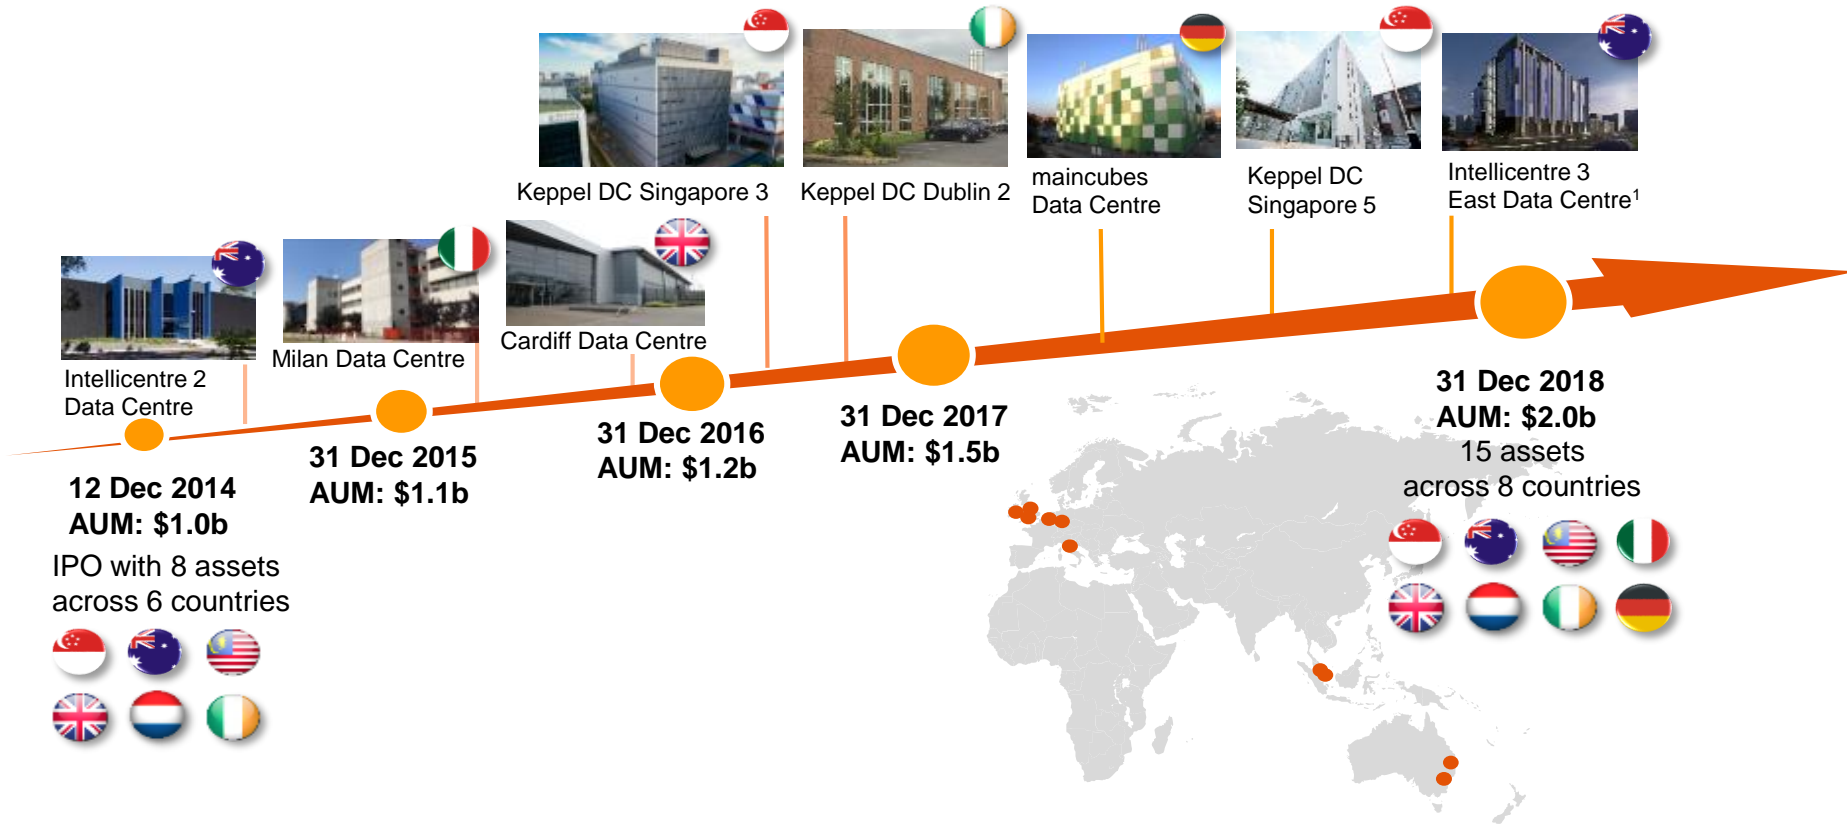 Keppel DC Singapore 3
Keppel DC Dublin 2
maincubes
Data Centre
Keppel DC
Singapore 5
Intellicentre 3
East Data Centre¹
Intellicentre 2
Data Centre
Milan Data Centre
Cardiff Data Centre
12 Dec 2014
AUM: $1.0b
IPO with 8 assets
across 6 countries
31 Dec 2015
AUM: $1.1b
31 Dec 2016
AUM: $1.2b
31 Dec 2017
AUM: $1.5b
31 Dec 2018
AUM: $2.0b
15 assets
across 8 countries